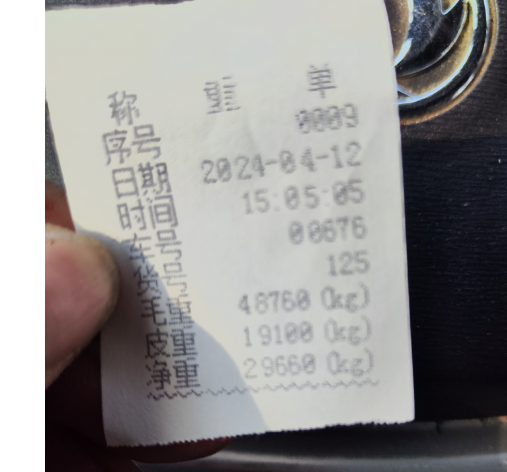 称 重 单
序号 0009
日期 2024-04-12
时间 15:05:05
车号 00676
货号 125
毛重 48760 (kg)
皮重 19100 (kg)
净重 29660 (kg)